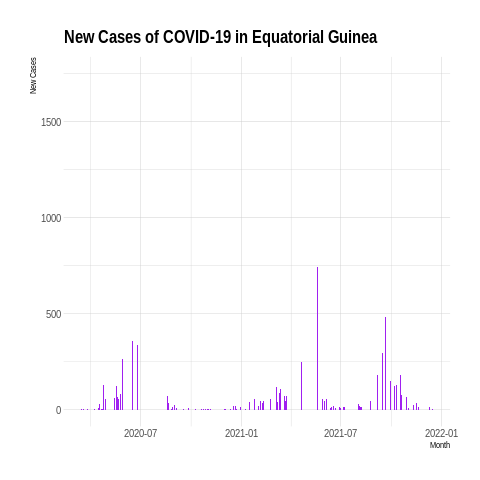 New Cases of COVID-19 in Equatorial Guinea
New Cases
1500
1000
500
0
2020-07 2021-01 2021-07 2022-01
Month